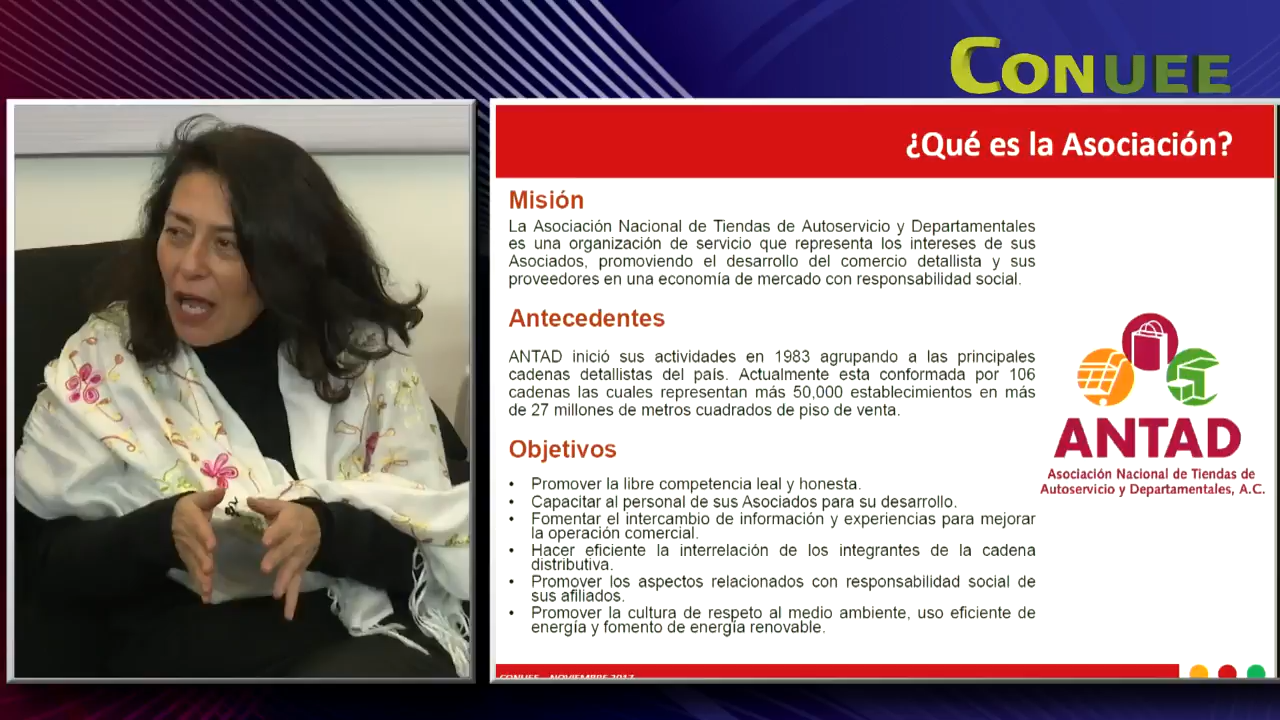 CONUEE
¿Qué es la Asociación?
Misión
La Asociación Nacional de Tiendas de Autoservicio y Departamentales
es una organización de servicio que representa los intereses de sus
Asociados, promoviendo el desarrollo del comercio detallista y sus
proveedores en una economía de mercado con responsabilidad social.
Antecedentes
ANTAD inició sus actividades en 1983 agrupando a las principales
cadenas detallistas del país. Actualmente esta conformada por 106
cadenas las cuales representan más 50,000 establecimientos en más
de 27 millones de metros cuadrados de piso de venta.
Objetivos
• Promover la libre competencia leal y honesta.
• Capacitar al personal de sus Asociados para su desarrollo.
• Fomentar el intercambio de información y experiencias para mejorar
la operación comercial.
• Hacer eficiente la interrelación de los integrantes de la cadena
distributiva.
• Promover los aspectos relacionados con responsabilidad social de
sus afiliados.
• Promover la cultura de respeto al medio ambiente, uso eficiente de
energía y fomento de energía renovable.
ANTAD
Asociación Nacional de Tiendas de
Autoservicio y Departamentales, A.C.
CONUEE - NOVIEMBRE 2017